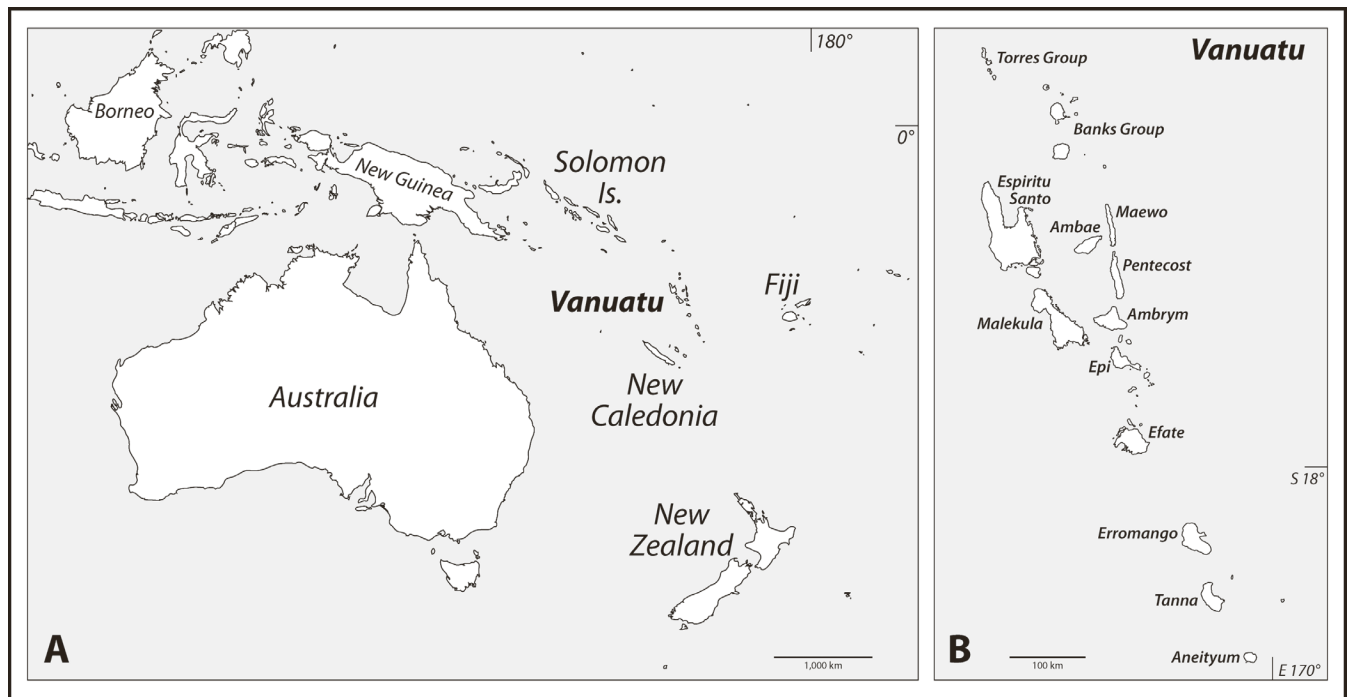 180°
Borneo
0°
New Guinea
Solomon
Is.
Vanuatu
Fiji
Australia
New
Caledonia
New
Zealand
A
1,000 km
Vanuatu
Torres Group
Banks Group
Espiritu
Santo
Maewo
Ambae
Pentecost
Malekula
Ambrym
Epi
Efate
S 18°
Erromango
Tanna
B
100 km
Aneityum
E 170°